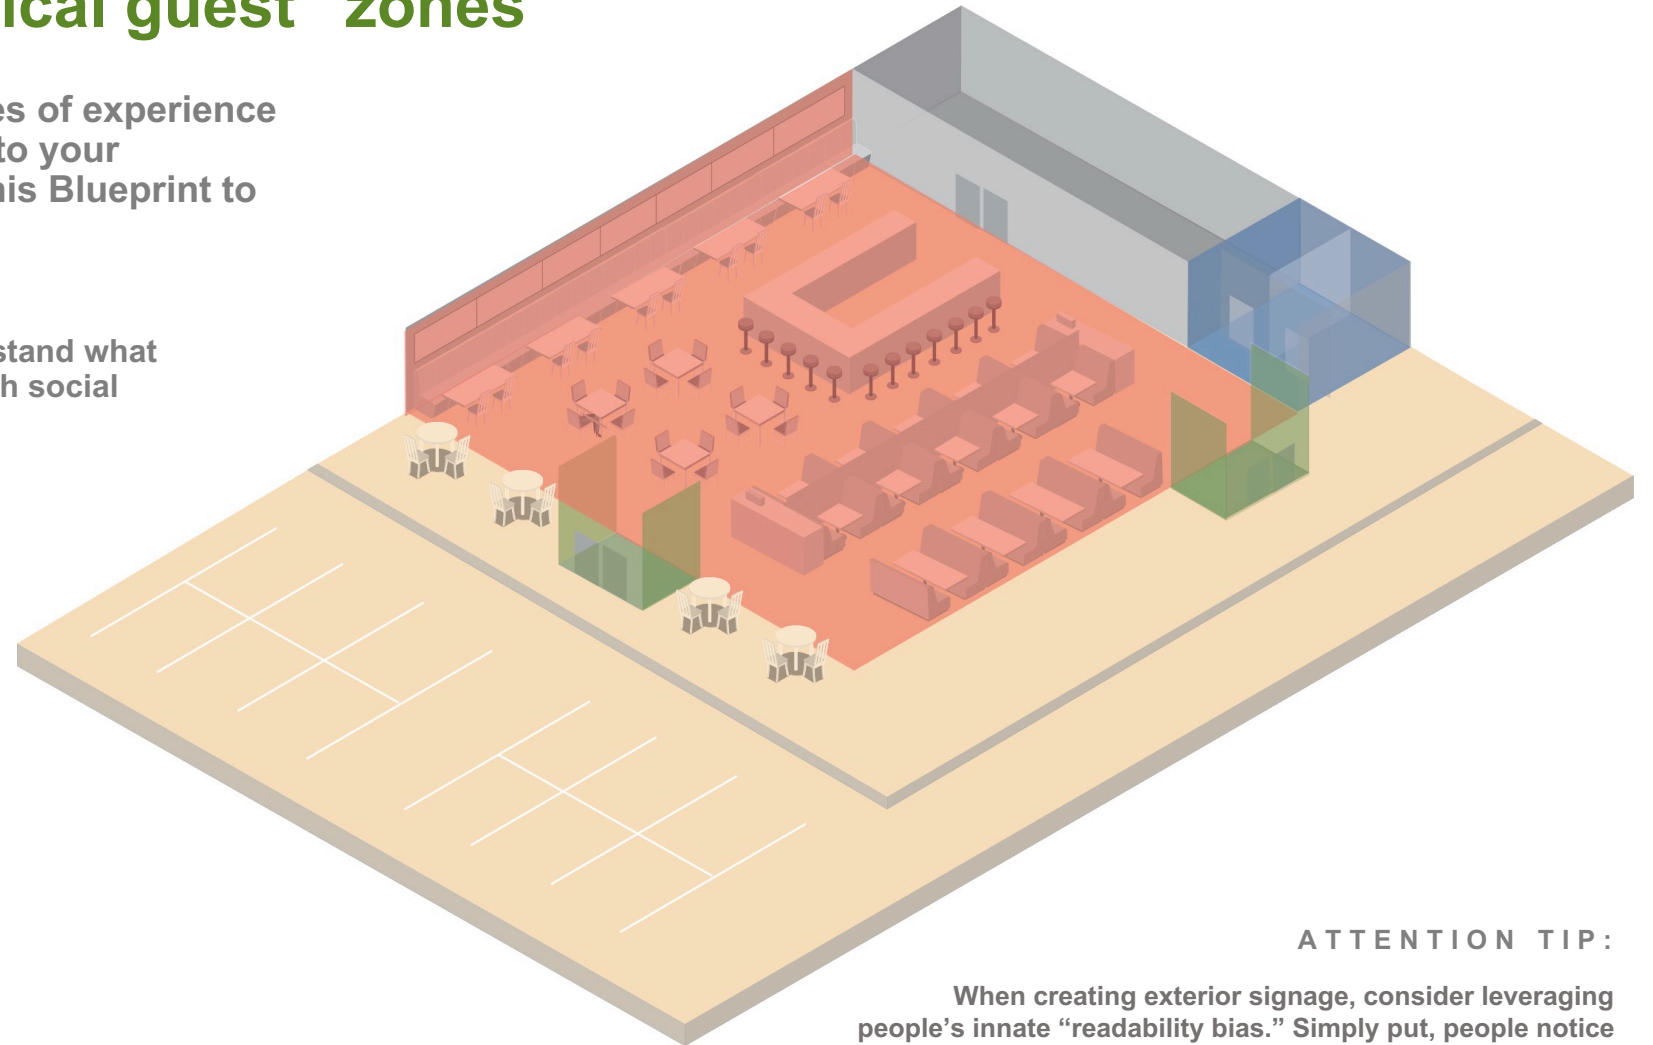 ical guest” zones
es of experience
to your
his Blueprint to
stand what
h social
ATTENTION TIP:
When creating exterior signage, consider leveraging
people’s innate “readability bias.” Simply put, people notice